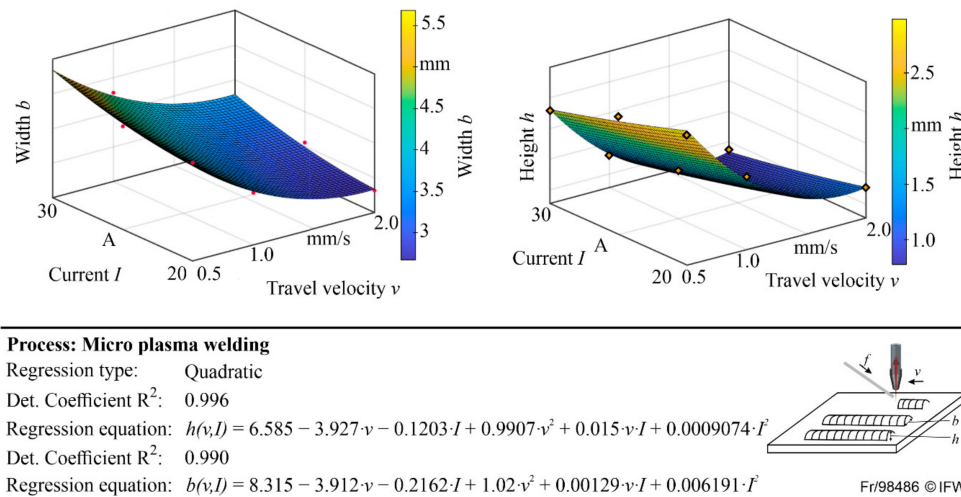 5.5
mm
4.5
4
3.5
3
Width b
Width b
30
A
Current I
20 0.5
1.0
mm/s
2.0
Travel velocity v
2.5
mm
1.5
1.0
Height h
Height h
30
A
Current I
20 0.5
1.0
mm/s
2.0
Travel velocity v
Process: Micro plasma welding
Regression type: Quadratic
Det. Coefficient R²: 0.996
Regression equation: h(v,I) = 6.585 − 3.927·v − 0.1203·I + 0.9907·v² + 0.015·v·I + 0.0009074·I²
Det. Coefficient R²: 0.990
Regression equation: b(v,I) = 8.315 − 3.912·v − 0.2162·I + 1.02·v² + 0.00129·v·I + 0.006191·I²
f
v
b
h
Fr/98486 © IFW